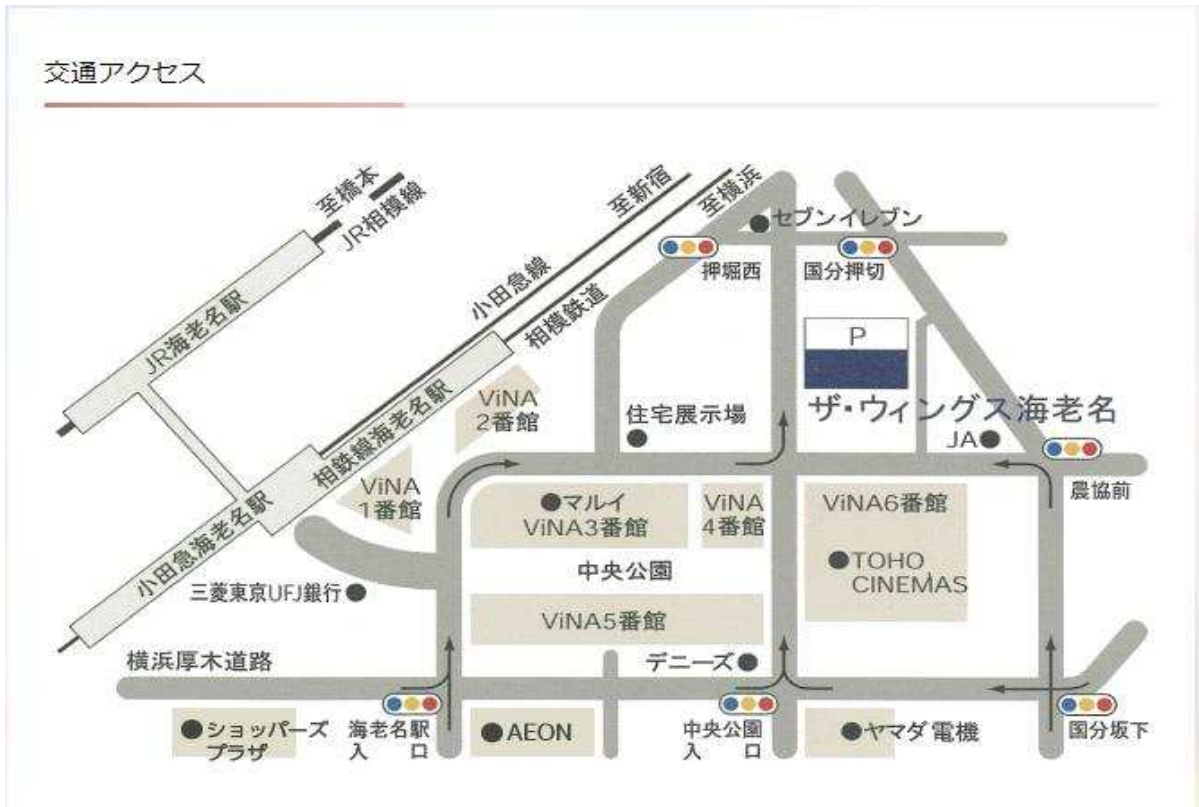 交通アクセス
至橋本
JR相模線
至新宿
至横浜
セブンイレブン
押堀西
国分押切
小田急線
相模鉄道
JR海老名駅
P
ViNA
2番館
住宅展示場
ザ・ウィングス海老名
JA
相鉄線海老名駅
農協前
ViNA
1番館
マルイ
ViNA3番館
ViNA
4番館
ViNA6番館
小田急海老名駅
中央公園
TOHO
CINEMAS
三菱東京UFJ銀行
ViNA5番館
横浜厚木道路
デニーズ
ショッパーズ
プラザ
海老名駅
入 口
AEON
中央公園
入 口
ヤマダ電機
国分坂下